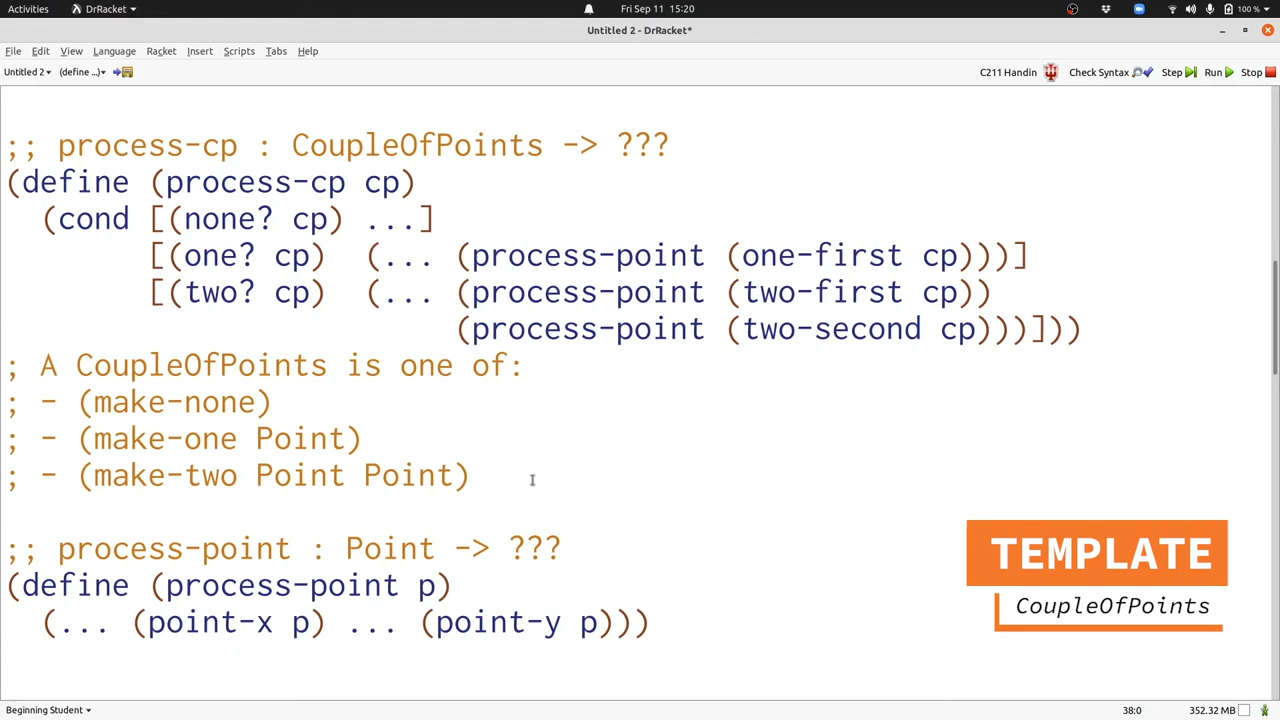 Activities DrRacket Fri Sep 11 15:20 100 %
Untitled 2 - DrRacket*
File Edit View Language Racket Insert Scripts Tabs Help
Untitled 2 (define ...) C211 Handin Check Syntax Step Run Stop
;; process-cp : CoupleOfPoints -> ???
(define (process-cp cp)
(cond [(none? cp) ...]
[(one? cp) (... (process-point (one-first cp)))]
[(two? cp) (... (process-point (two-first cp))
(process-point (two-second cp)))]))
; A CoupleOfPoints is one of:
; - (make-none)
; - (make-one Point)
; - (make-two Point Point)
;; process-point : Point -> ???
(define (process-point p)
(... (point-x p) ... (point-y p)))
TEMPLATE
CoupleOfPoints
Beginning Student 38:0 352.32 MB